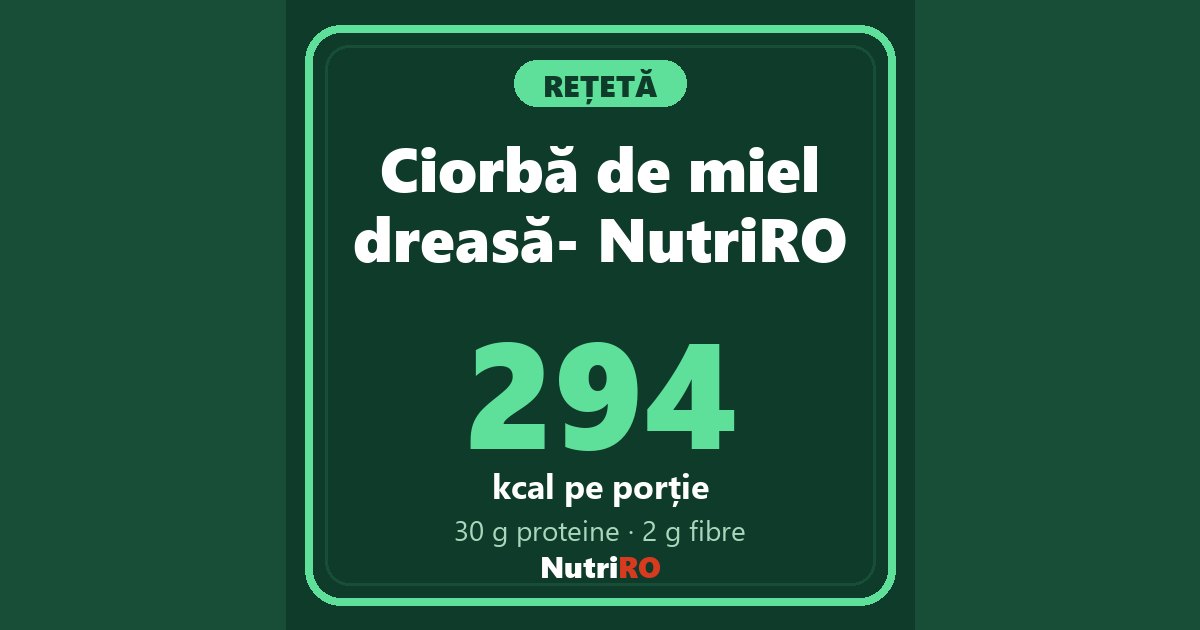 REȚETĂ
Ciorbă de miel
dreasă- NutriRO
294
kcal pe porție
30 g proteine · 2 g fibre
NutriRO